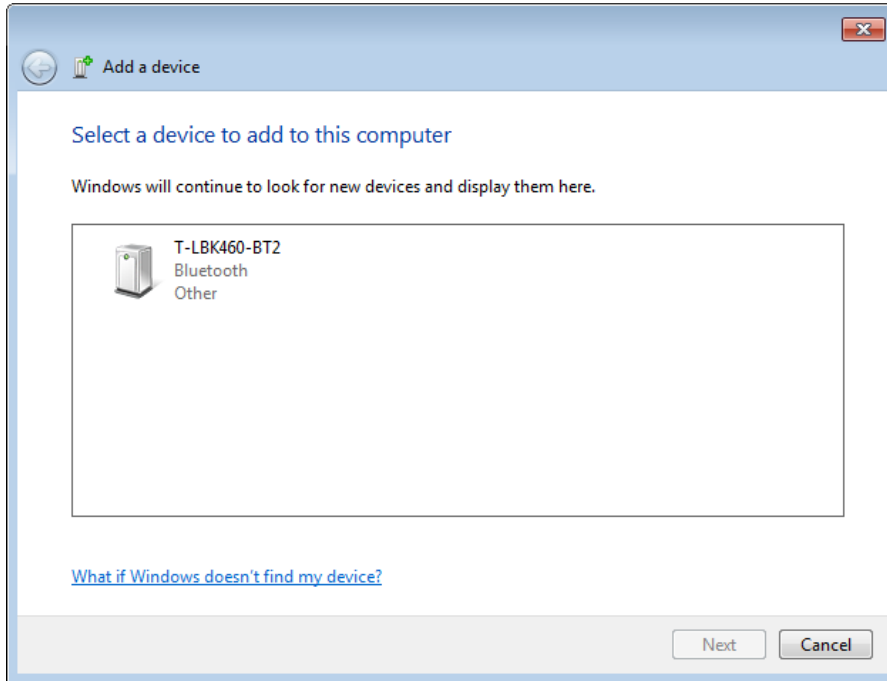 Add a device
Select a device to add to this computer
Windows will continue to look for new devices and display them here.
T-LBK460-BT2
Bluetooth
Other
What if Windows doesn't find my device?
Next
Cancel